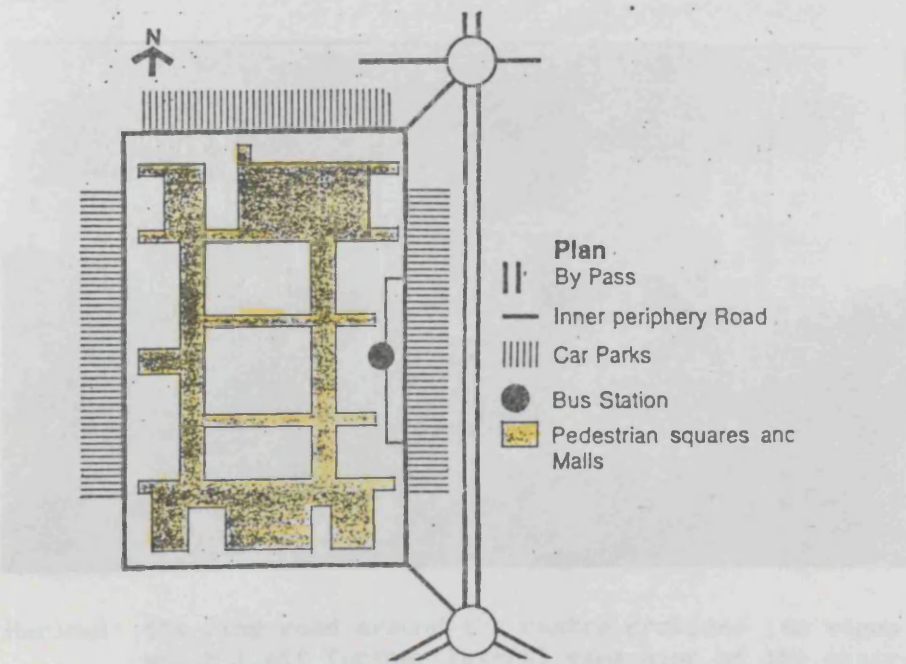 N
Plan
By Pass
Inner periphery Road
Car Parks
Bus Station
Pedestrian squares anc
Malls